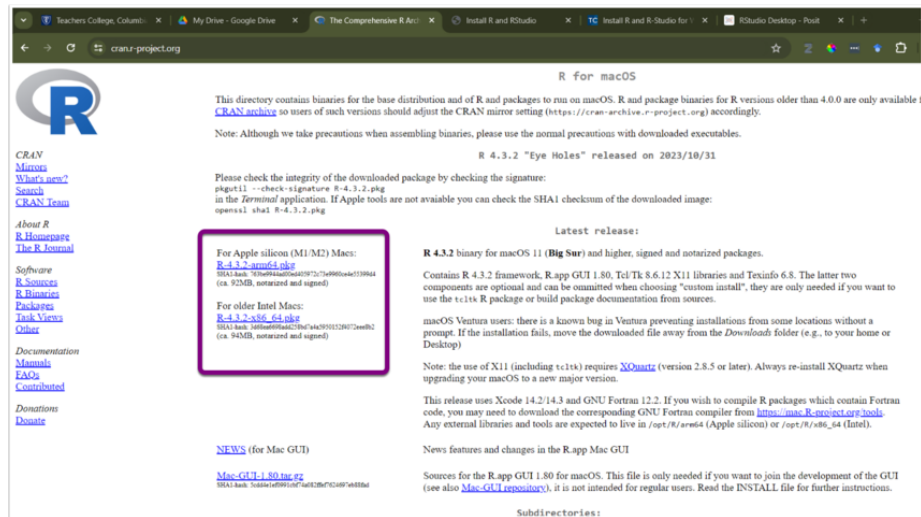 Teachers College, Columbi
My Drive - Google Drive
The Comprehensive R Arch
Install R and RStudio
Install R and R-Studio for
RStudio Desktop - Posit
cran.r-project.org
R
CRAN
Mirrors
What's new?
Search
CRAN Team
About R
R Homepage
The R Journal
Software
R Sources
R Binaries
Packages
Task Views
Other
Documentation
Manuals
FAQs
Contributed
Donations
Donate
R for macOS
This directory contains binaries for the base distribution and of R and packages to run on macOS. R and package binaries for R versions older than 4.0.0 are only available f
CRAN archive so users of such versions should adjust the CRAN mirror setting (https://cran-archive.r-project.org) accordingly.
Note: Although we take precautions when assembling binaries, please use the normal precautions with downloaded executables.
R 4.3.2 "Eye Holes" released on 2023/10/31
Please check the integrity of the downloaded package by checking the signature:
pkgutil --check-signature R-4.3.2.pkg
in the Terminal application. If Apple tools are not avaiable you can check the SHA1 checksum of the downloaded image:
openssl sha1 R-4.3.2.pkg
Latest release:
For Apple silicon (M1/M2) Macs:
R-4.3.2-arm64.pkg
SHA1-hash:
(ca. 92MB, notarized and signed)
For older Intel Macs:
R-4.3.2-x86_64.pkg
SHA1-hash:
(ca. 94MB, notarized and signed)
R 4.3.2 binary for macOS 11 (Big Sur) and higher, signed and notarized packages.
Contains R 4.3.2 framework, R.app GUI 1.80, Tcl/Tk 8.6.12 X11 libraries and Texinfo 6.8. The latter two
components are optional and can be ommitted when choosing "custom install", they are only needed if you want to
use the tcltk R package or build package documentation from sources.
macOS Ventura users: there is a known bug in Ventura preventing installations from some locations without a
prompt. If the installation fails, move the downloaded file away from the Downloads folder (e.g., to your home or
Desktop)
Note: the use of X11 (including tcltk) requires XQuartz (version 2.8.5 or later). Always re-install XQuartz when
upgrading your macOS to a new major version.
This release uses Xcode 14.2/14.3 and GNU Fortran 12.2. If you wish to compile R packages which contain Fortran
code, you may need to download the corresponding GNU Fortran compiler from https://mac.R-project.org/tools.
Any external libraries and tools are expected to live in /opt/R/arm64 (Apple silicon) or /opt/R/x86_64 (Intel).
NEWS (for Mac GUI)
News features and changes in the R.app Mac GUI
Mac-GUI-1.80.tar.gz
SHA1-hash:
Sources for the R.app GUI 1.80 for macOS. This file is only needed if you want to join the development of the GUI
(see also Mac-GUI repository), it is not intended for regular users. Read the INSTALL file for further instructions.
Subdirectories: